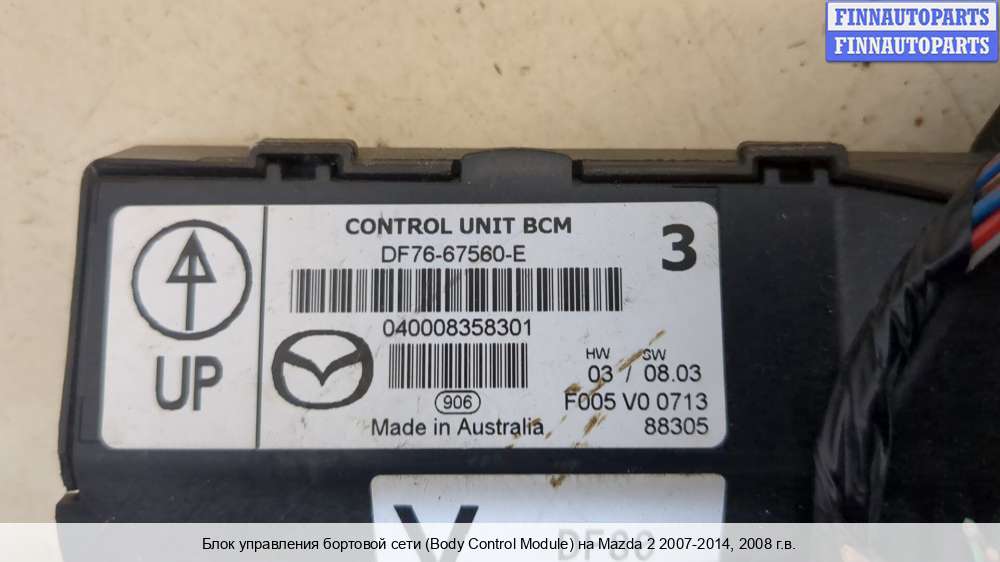 FINNAUTOPARTS
FINNAUTOPARTS
CONTROL UNIT BCM
DF76-67560-E
3
040008358301
UP
HW SW
03 / 08.03
906
F005 V0 0713
Made in Australia
88305
Блок управления бортовой сети (Body Control Module) на Mazda 2 2007-2014, 2008 г.в.